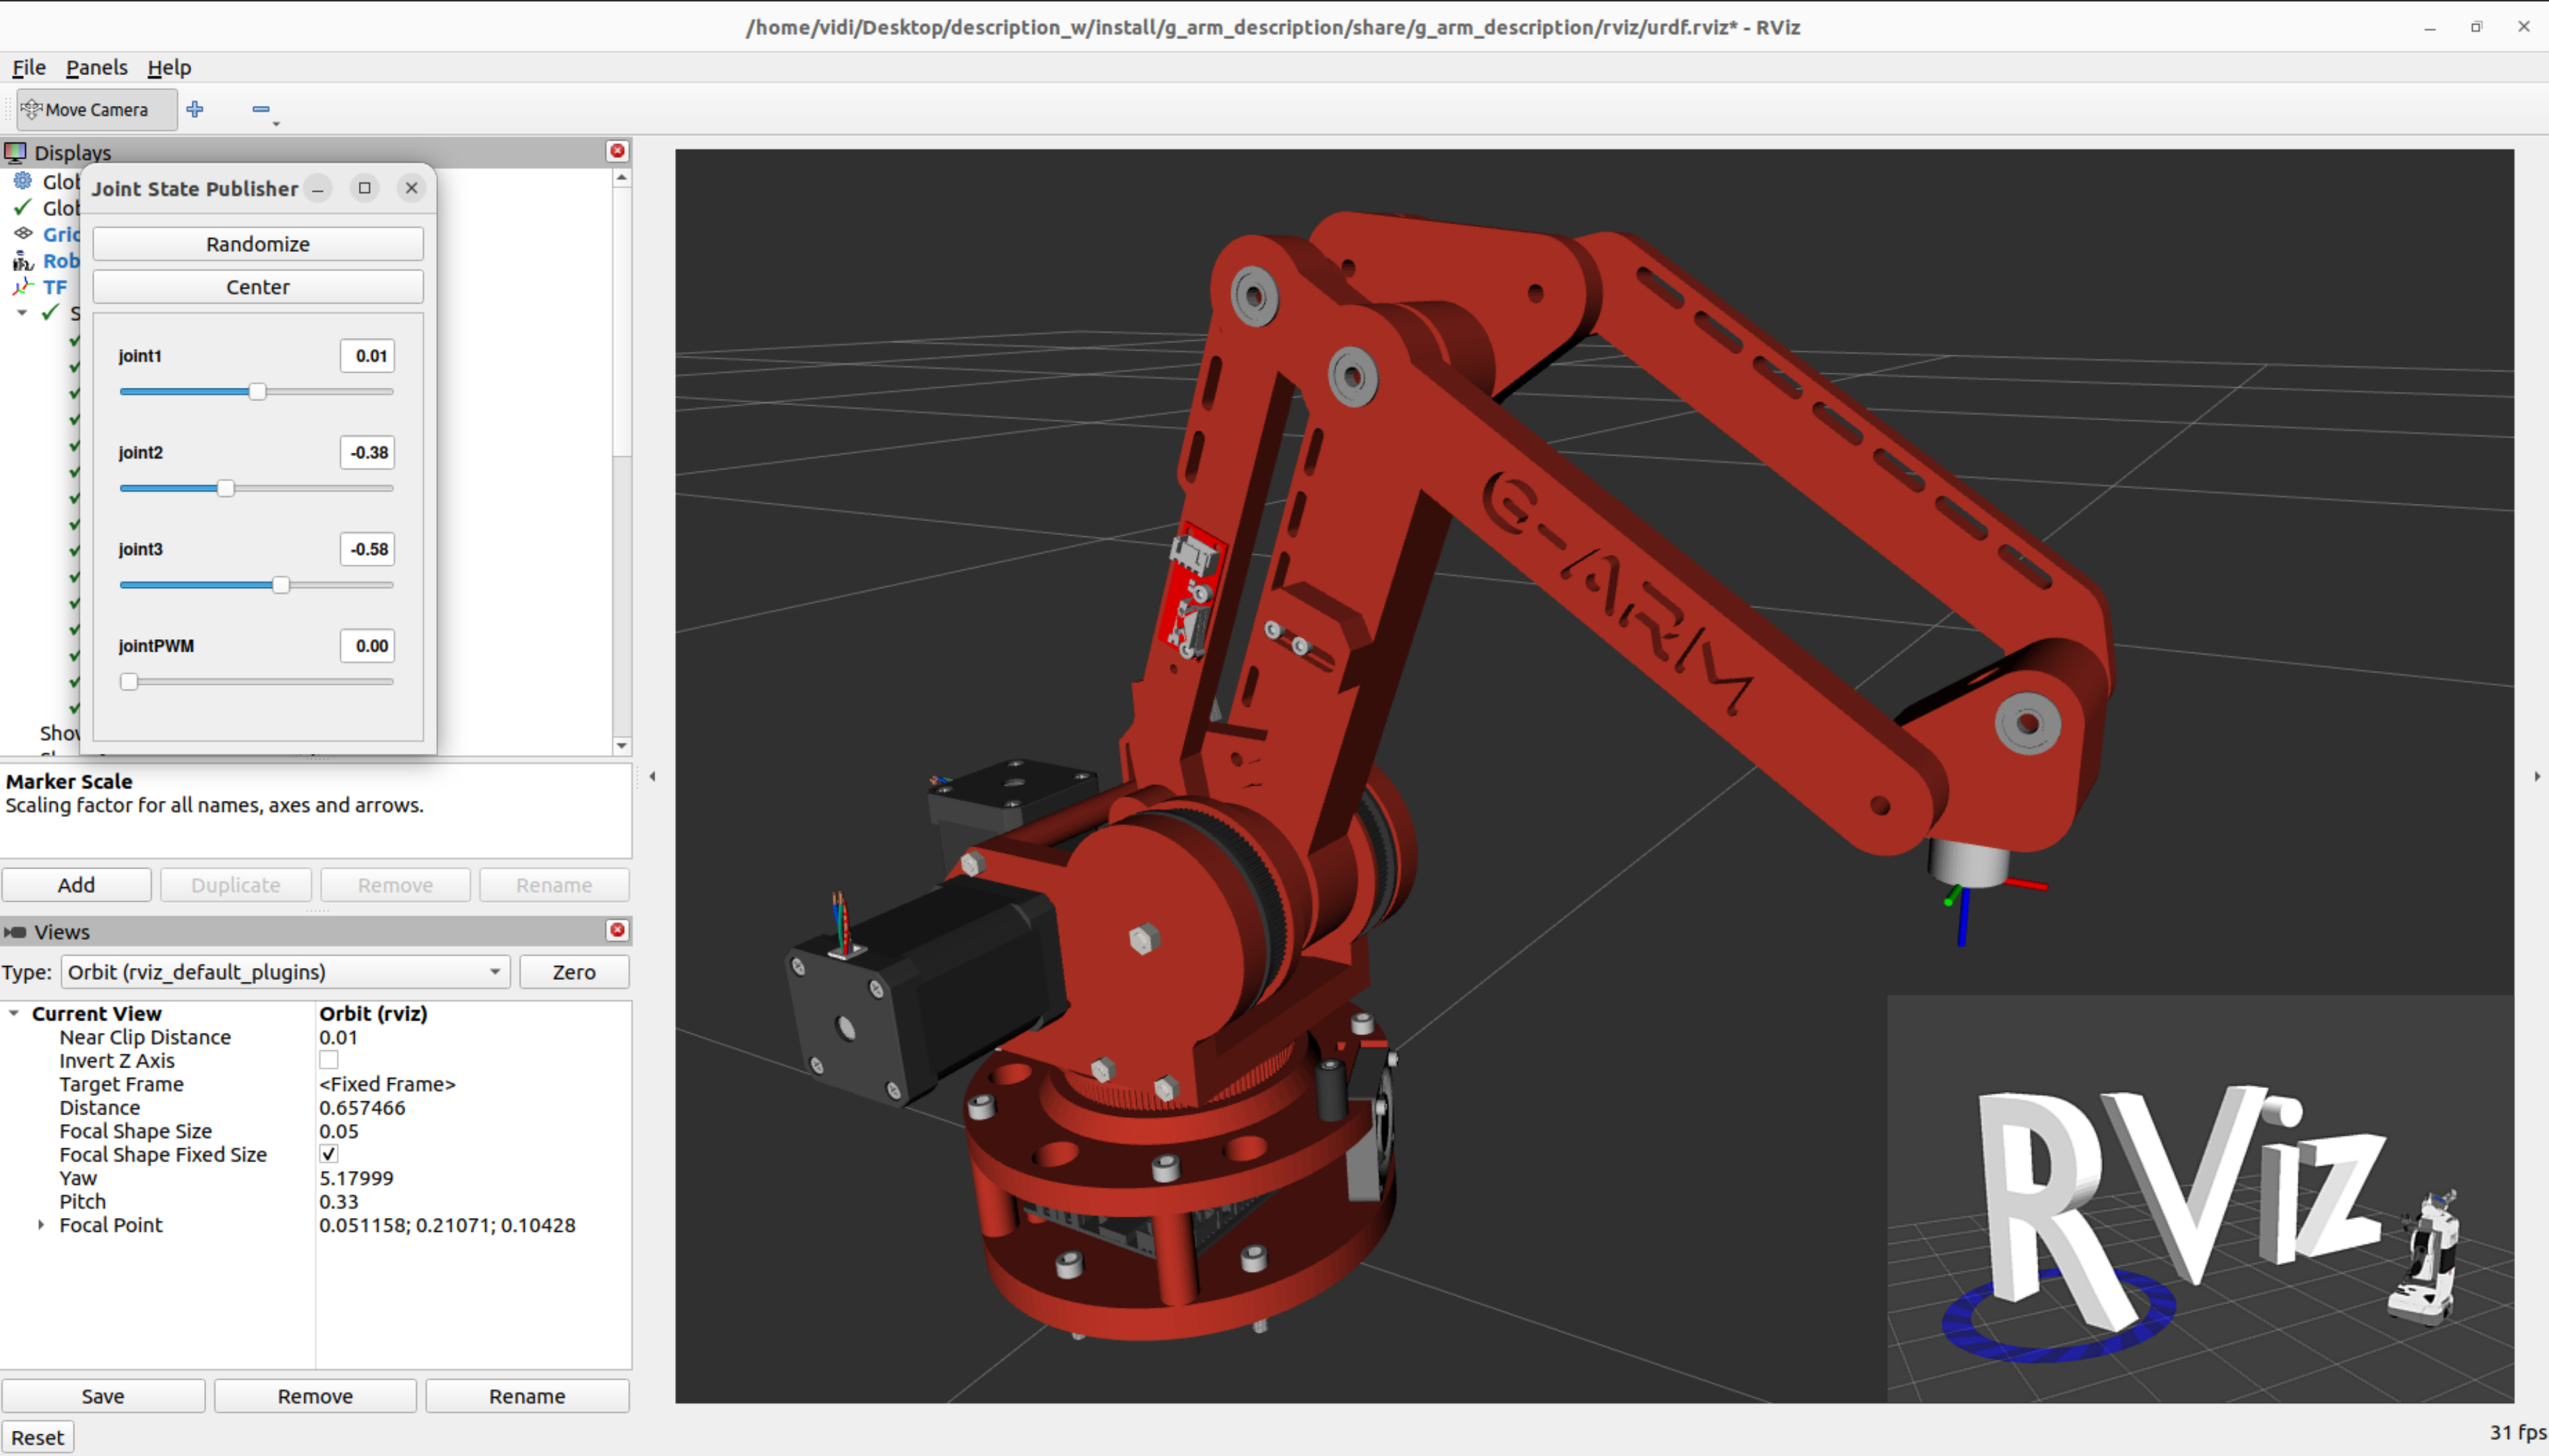 /home/vidi/Desktop/description_w/install/g_arm_description/share/g_arm_description/rviz/urdf.rviz* - RViz
File Panels Help
Move Camera
Displays
Glob
Glob
Grid
Rob
TF
S
Show
Joint State Publisher
Randomize
Center
joint1 0.01
joint2 -0.38
joint3 -0.58
jointPWM 0.00
Marker Scale
Scaling factor for all names, axes and arrows.
Add Duplicate Remove Rename
Views
Type: Orbit (rviz_default_plugins) Zero
Current View Orbit (rviz)
Near Clip Distance 0.01
Invert Z Axis
Target Frame <Fixed Frame>
Distance 0.657466
Focal Shape Size 0.05
Focal Shape Fixed Size
Yaw 5.17999
Pitch 0.33
Focal Point 0.051158; 0.21071; 0.10428
Save Remove Rename
Reset
G-ARM
RViz
31 fps